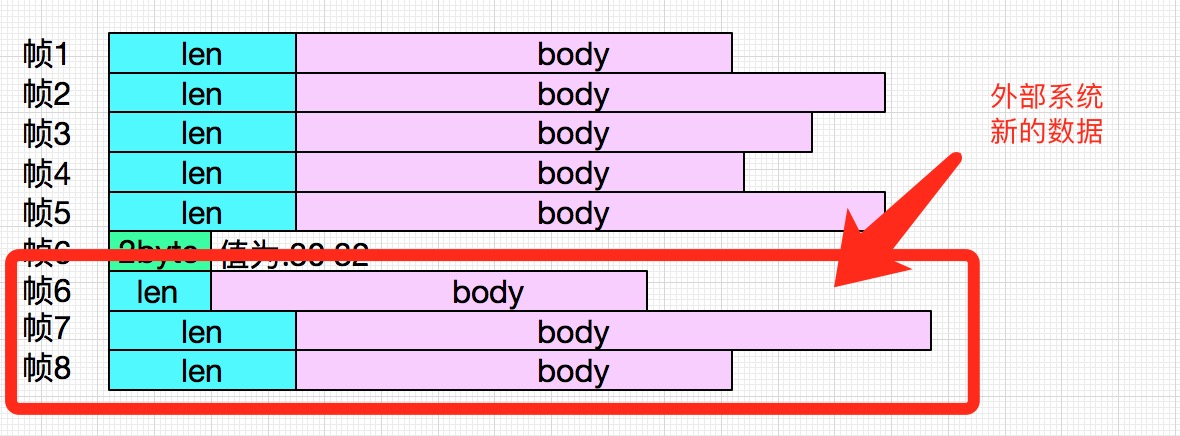 帧1 len body
帧2 len body
帧3 len body
帧4 len body
帧5 len body
帧6 2byte 值为:30 32
帧6 len body
帧7 len body
帧8 len body
外部系统
新的数据